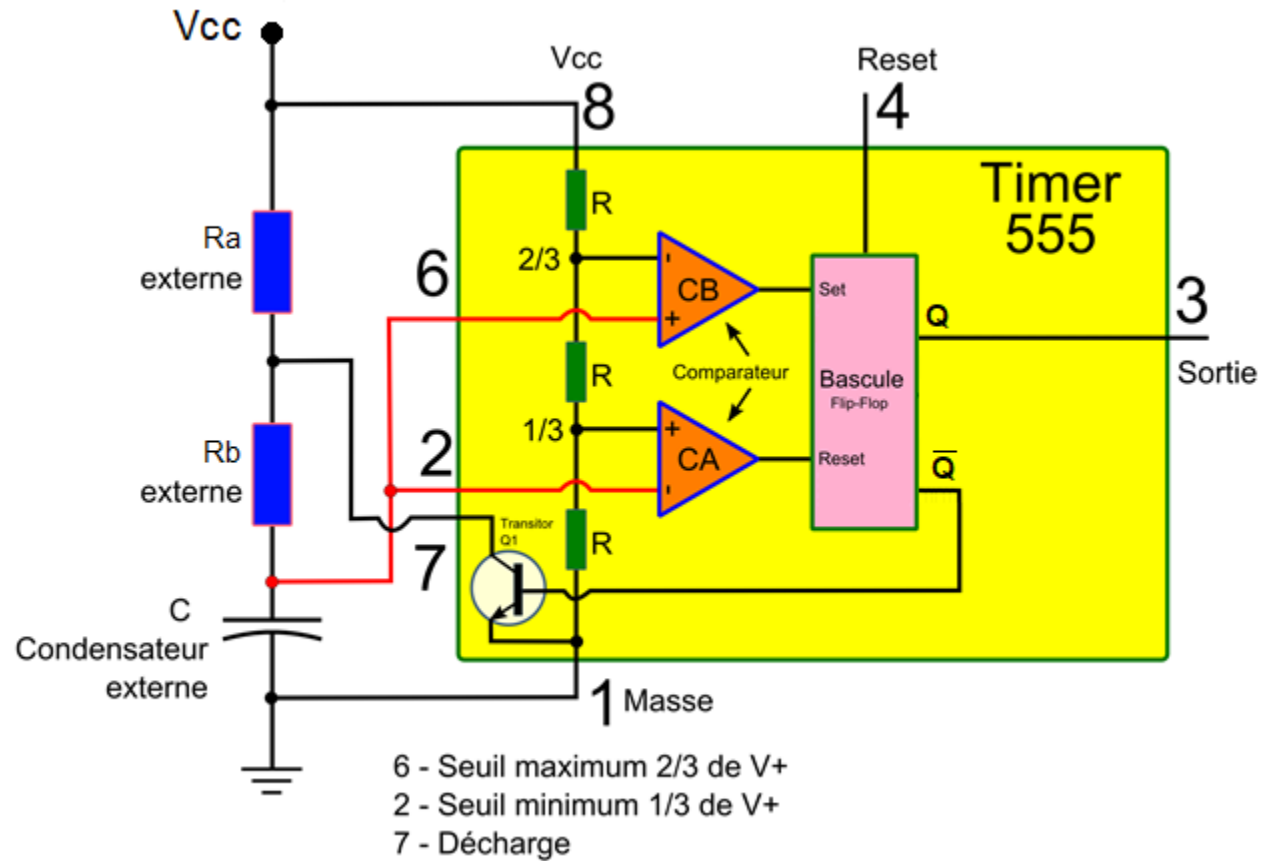 Vcc
Vcc
8
Reset
4
Timer
555
Ra
externe
6
R
2/3
-
CB
+
Set
Q
3
Sortie
Comparateur
R
Bascule
Flip-Flop
Rb
externe
2
1/3
+
CA
-
Reset
Q̅
7
Transitor
Q1
R
C
Condensateur
externe
1 Masse
6 - Seuil maximum 2/3 de V+
2 - Seuil minimum 1/3 de V+
7 - Décharge